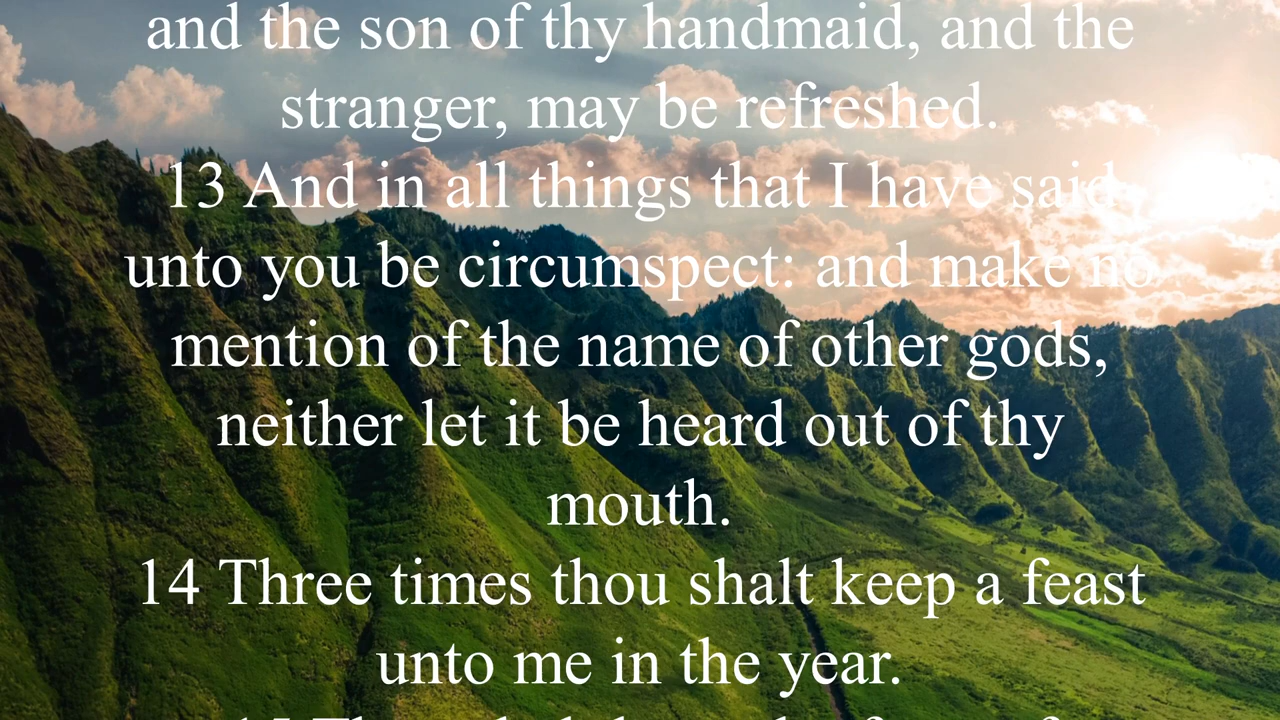 and the son of thy handmaid, and the
stranger, may be refreshed.
13 And in all things that I have said
unto you be circumspect: and make no
mention of the name of other gods,
neither let it be heard out of thy
mouth.
14 Three times thou shalt keep a feast
unto me in the year.